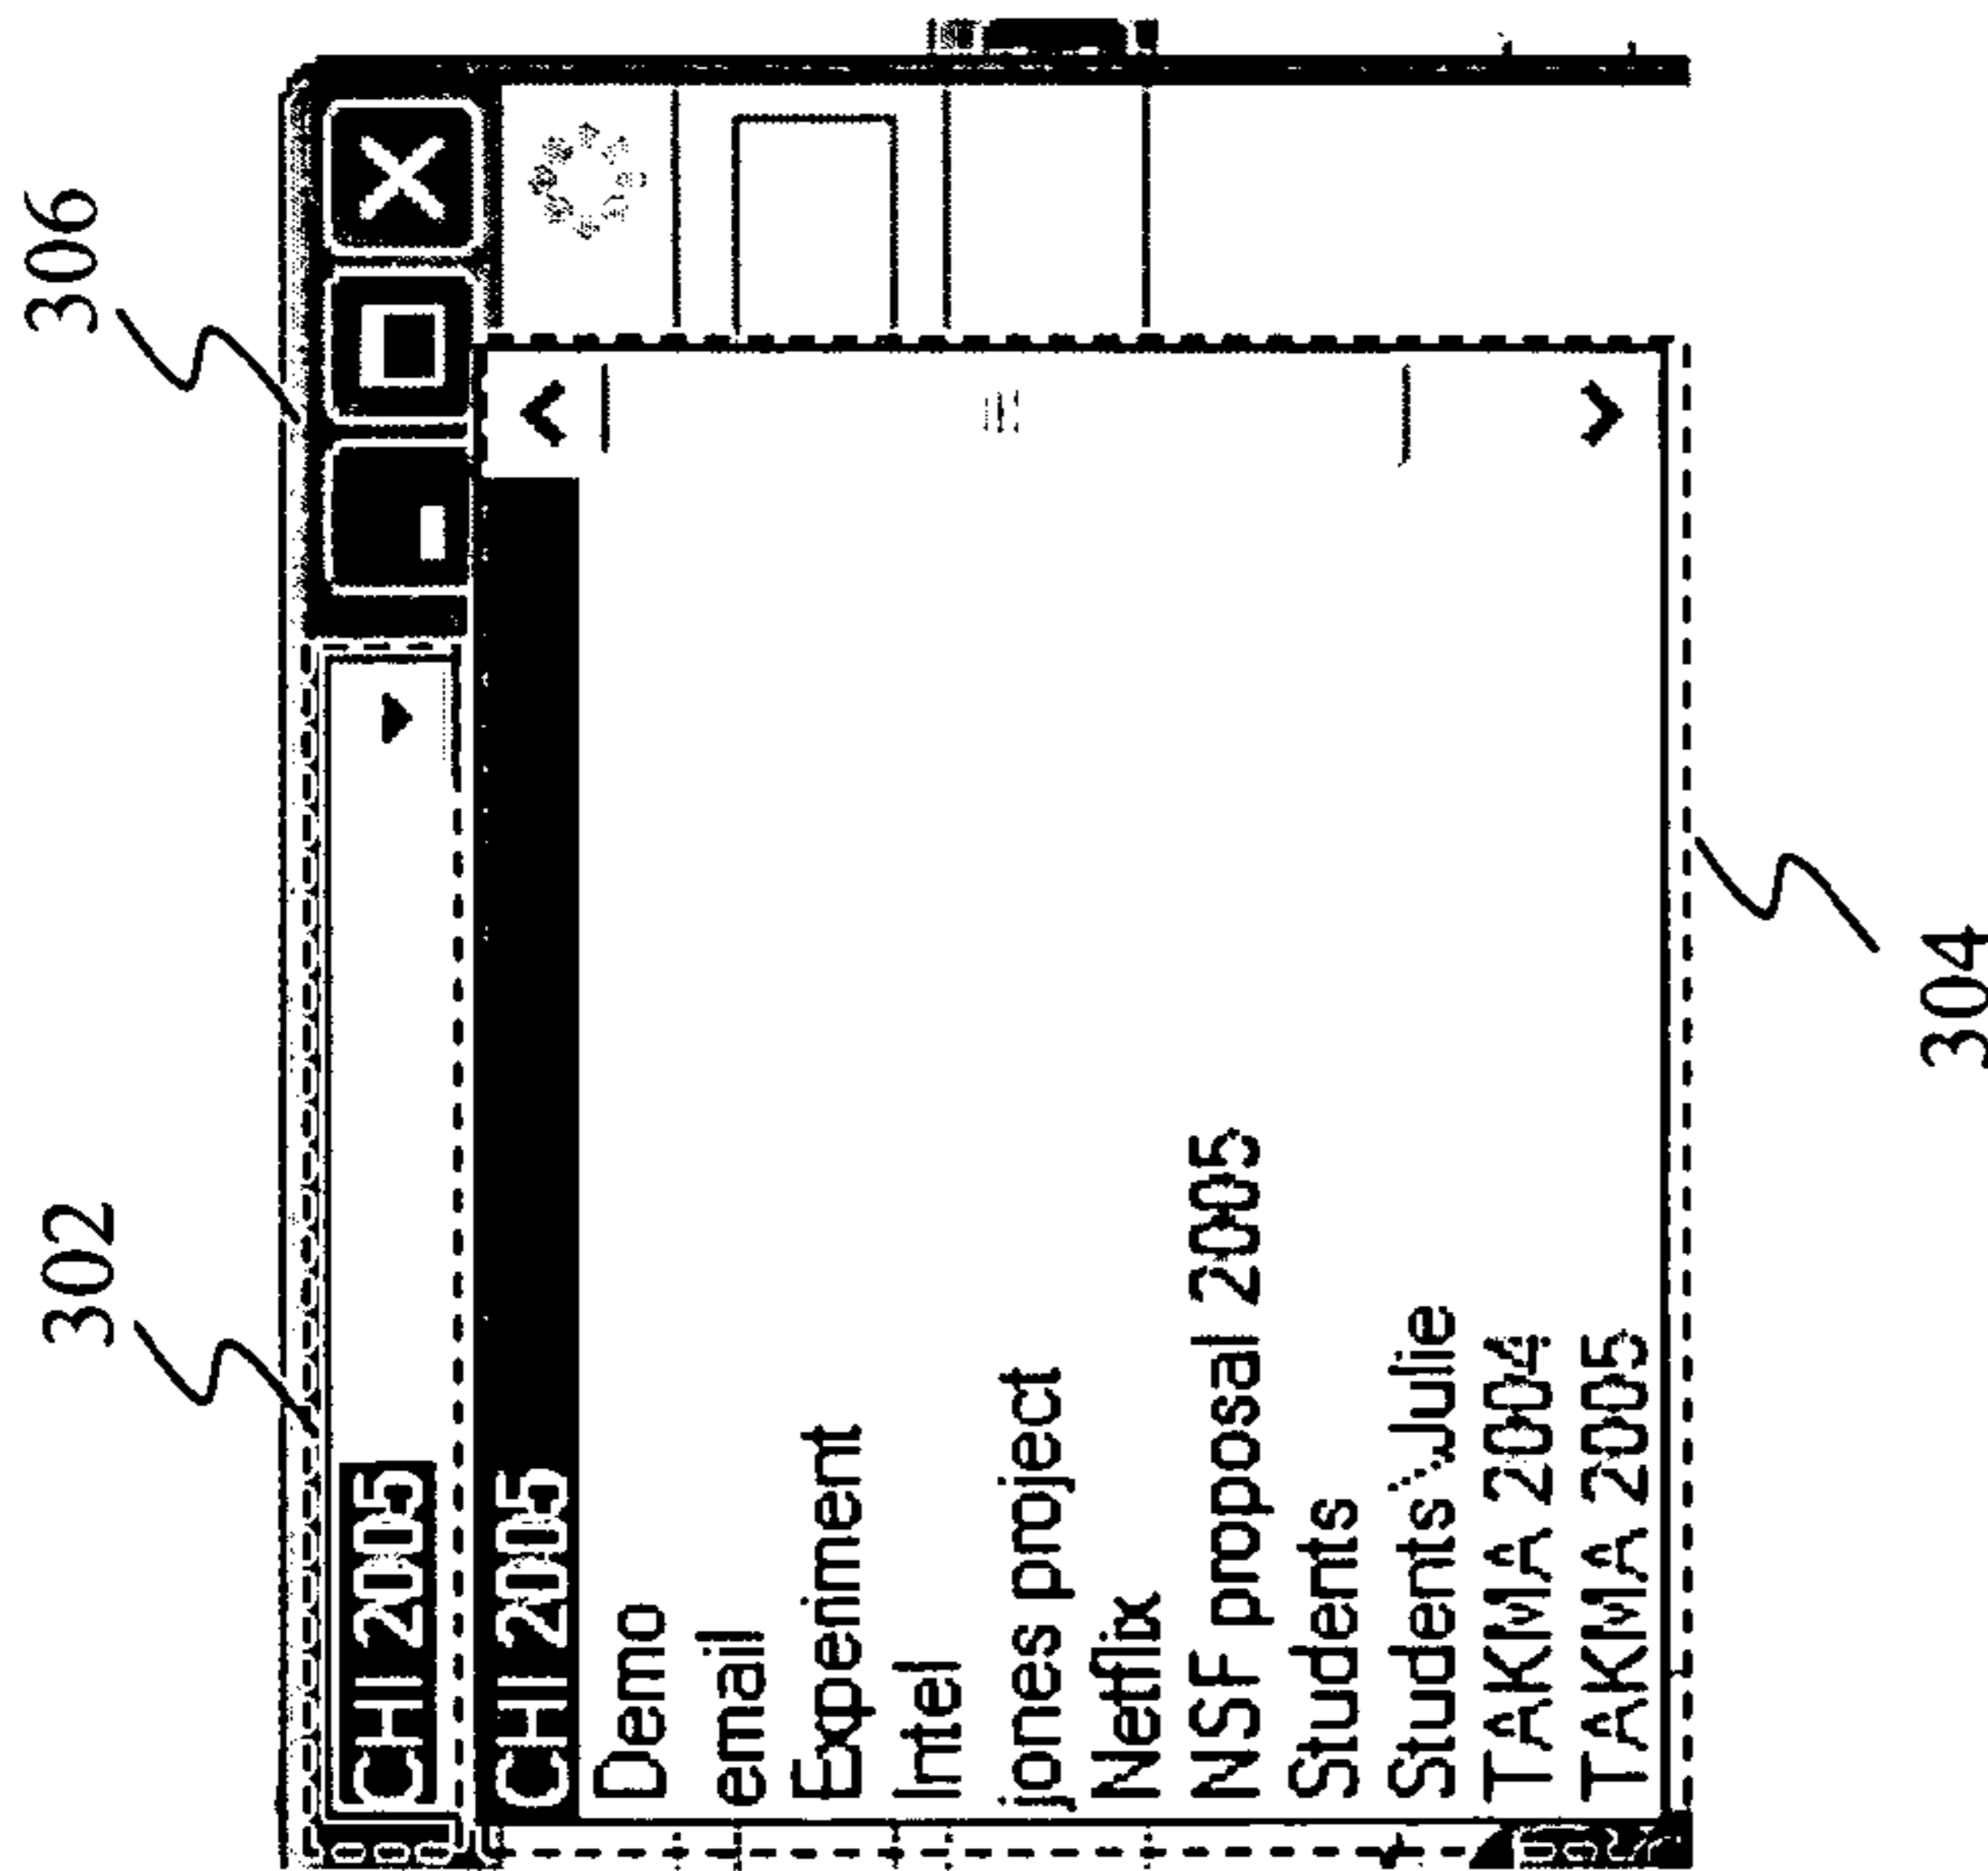 302
306
CHI 2005
CHI 2005
Demo
email
Experiment
Intel
jones project
Netflix
NSF proposal 2005
Students
Students\Julie
TAKMA 2004
TAKMA 2005
304